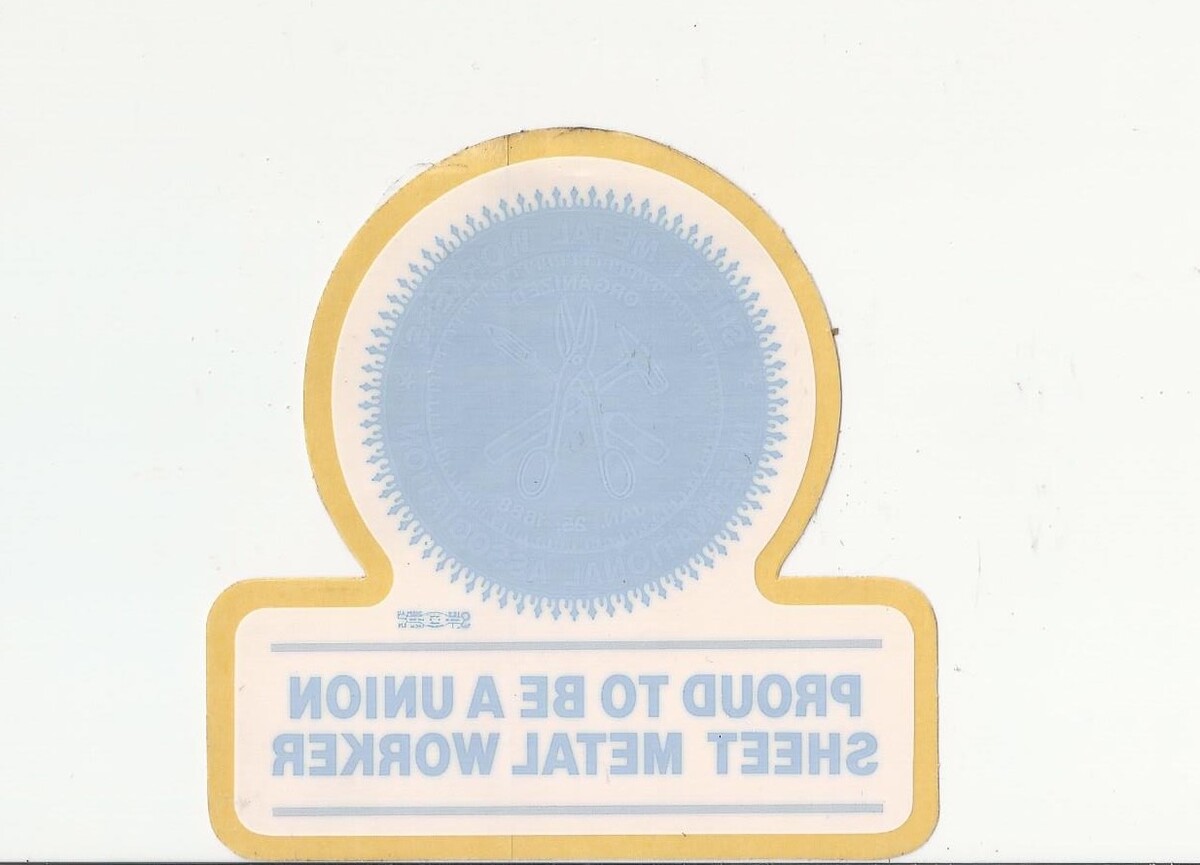 SHEET METAL WORKERS
INTERNATIONAL ASSOCIATION
ORGANIZED
JAN. 25, 1888
PROUD TO BE A UNION
SHEET METAL WORKER